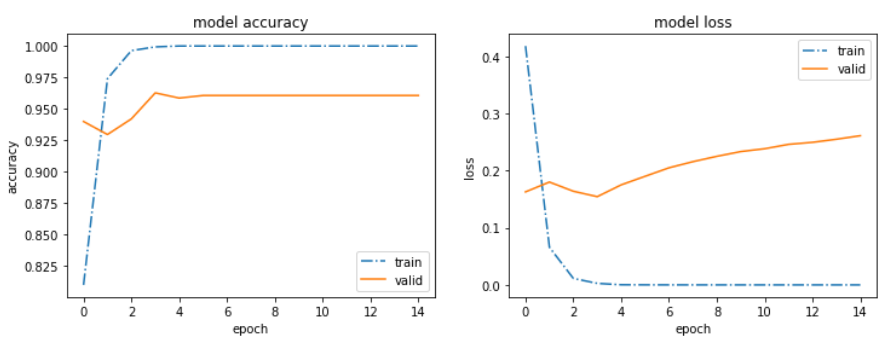 model accuracy
1.000
0.975
0.950
0.925
0.900
0.875
0.850
0.825
accuracy
0 2 4 6 8 10 12 14
epoch
train
valid
model loss
0.4
0.3
0.2
0.1
0.0
loss
0 2 4 6 8 10 12 14
epoch
train
valid